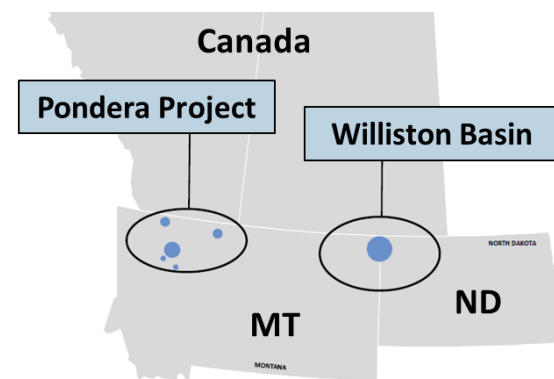 Canada
Pondera Project
Williston Basin
NORTH DAKOTA
ND
MT
MONTANA